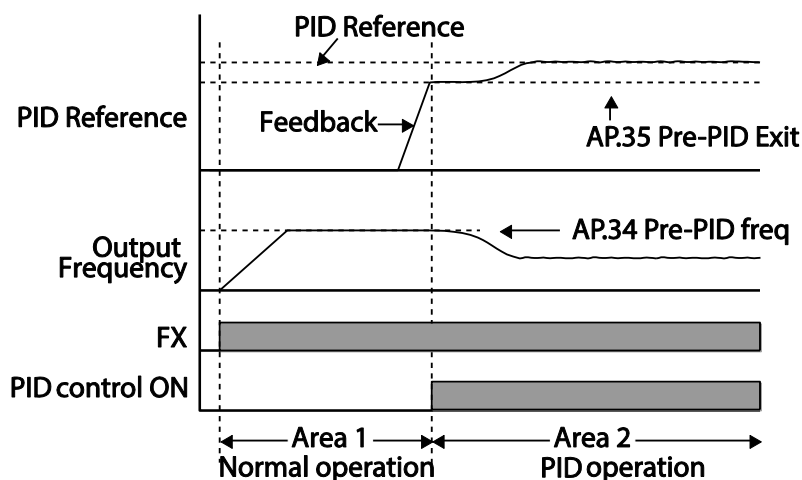 PID Reference
PID Reference
Feedback
AP.35 Pre-PID Exit
AP.34 Pre-PID freq
Output
Frequency
FX
PID control ON
Area 1
Area 2
Normal operation
PID operation